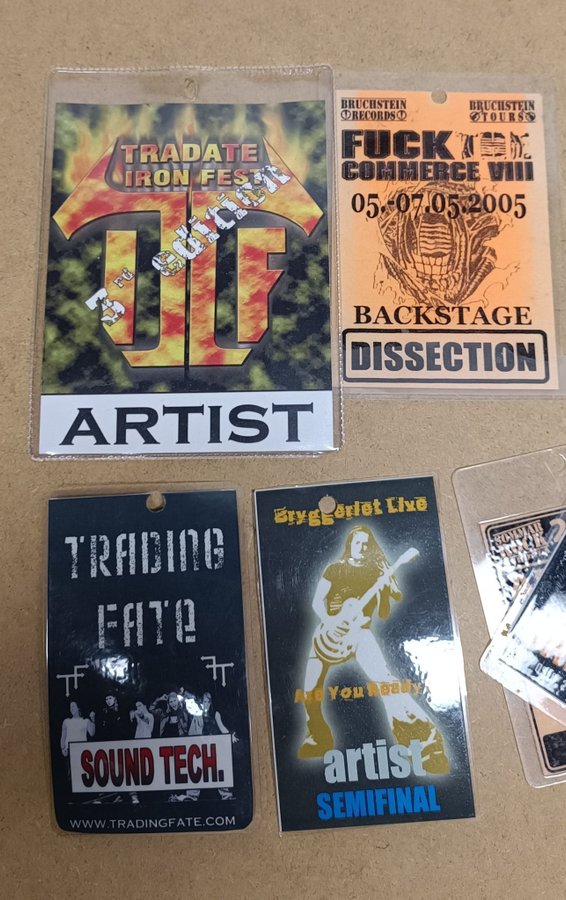 TRADATE
IRON FEST
3rd edition
TIF
ARTIST
BRUCHSTEIN
RECORDS
BRUCHSTEIN
TOURS
FUCK THE
COMMERCE VIII
05.-07.05.2005
BACKSTAGE
DISSECTION
TRADING
FATE
SOUND TECH.
WWW.TRADINGFATE.COM
Bryggeriet Live
Are You Ready
artist
SEMIFINAL